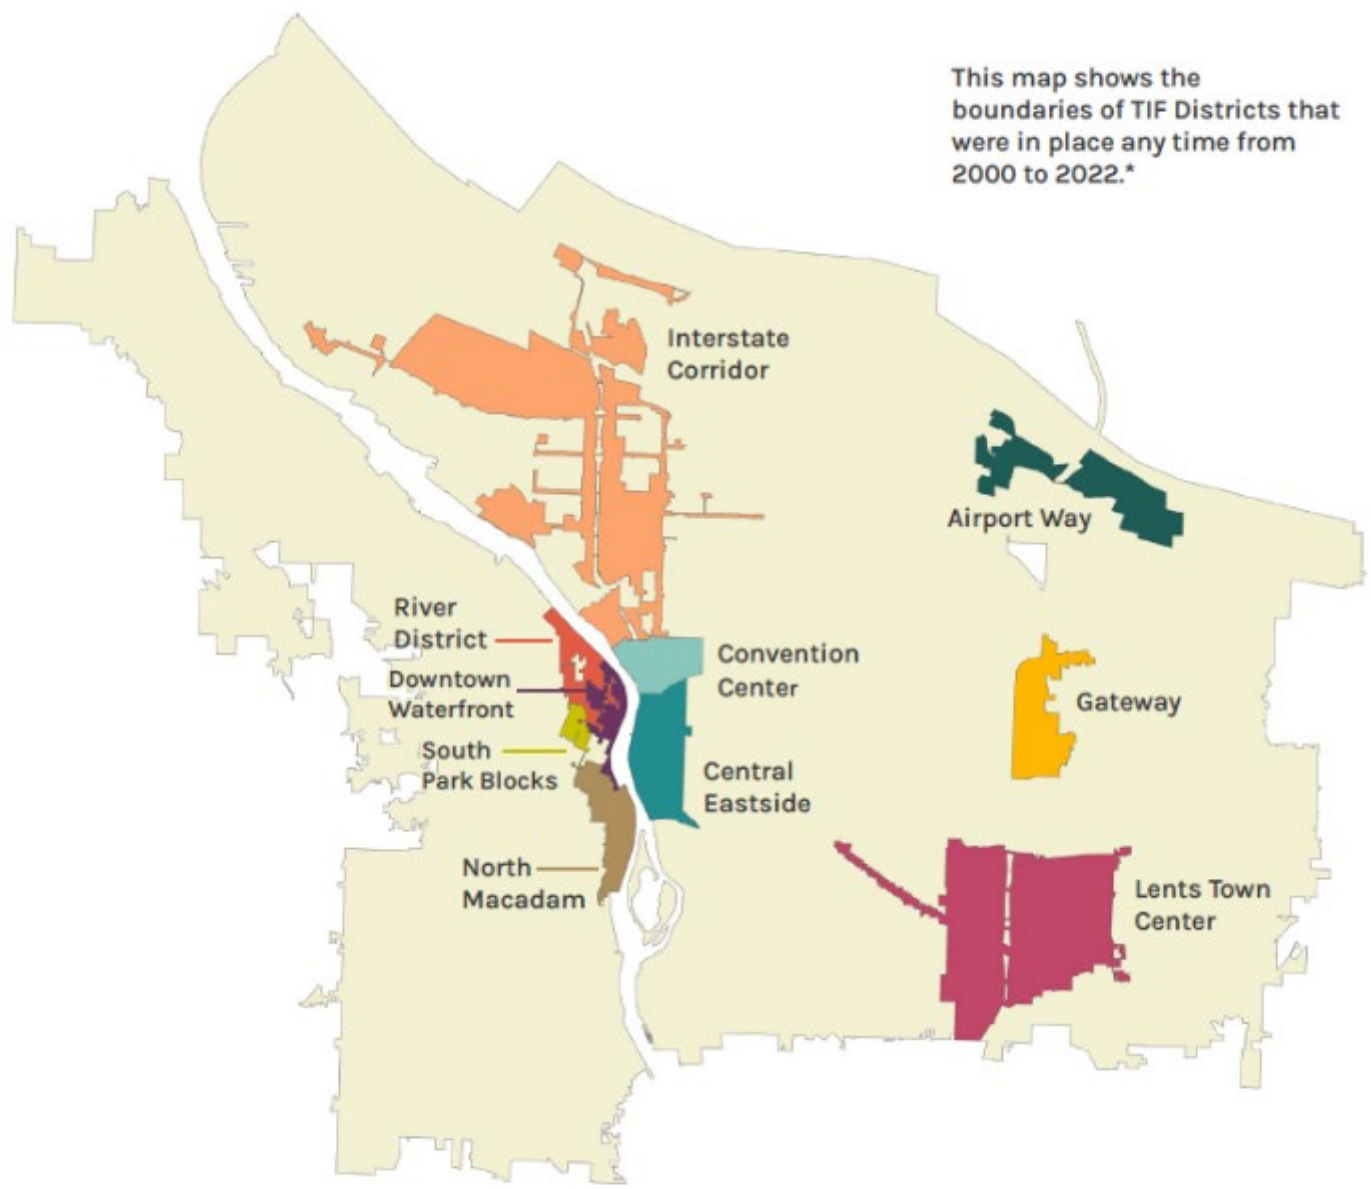 This map shows the
boundaries of TIF Districts that
were in place any time from
2000 to 2022.*
Interstate
Corridor
Airport Way
River
District
Convention
Center
Downtown
Waterfront
Gateway
South
Park Blocks
Central
Eastside
North
Macadam
Lents Town
Center